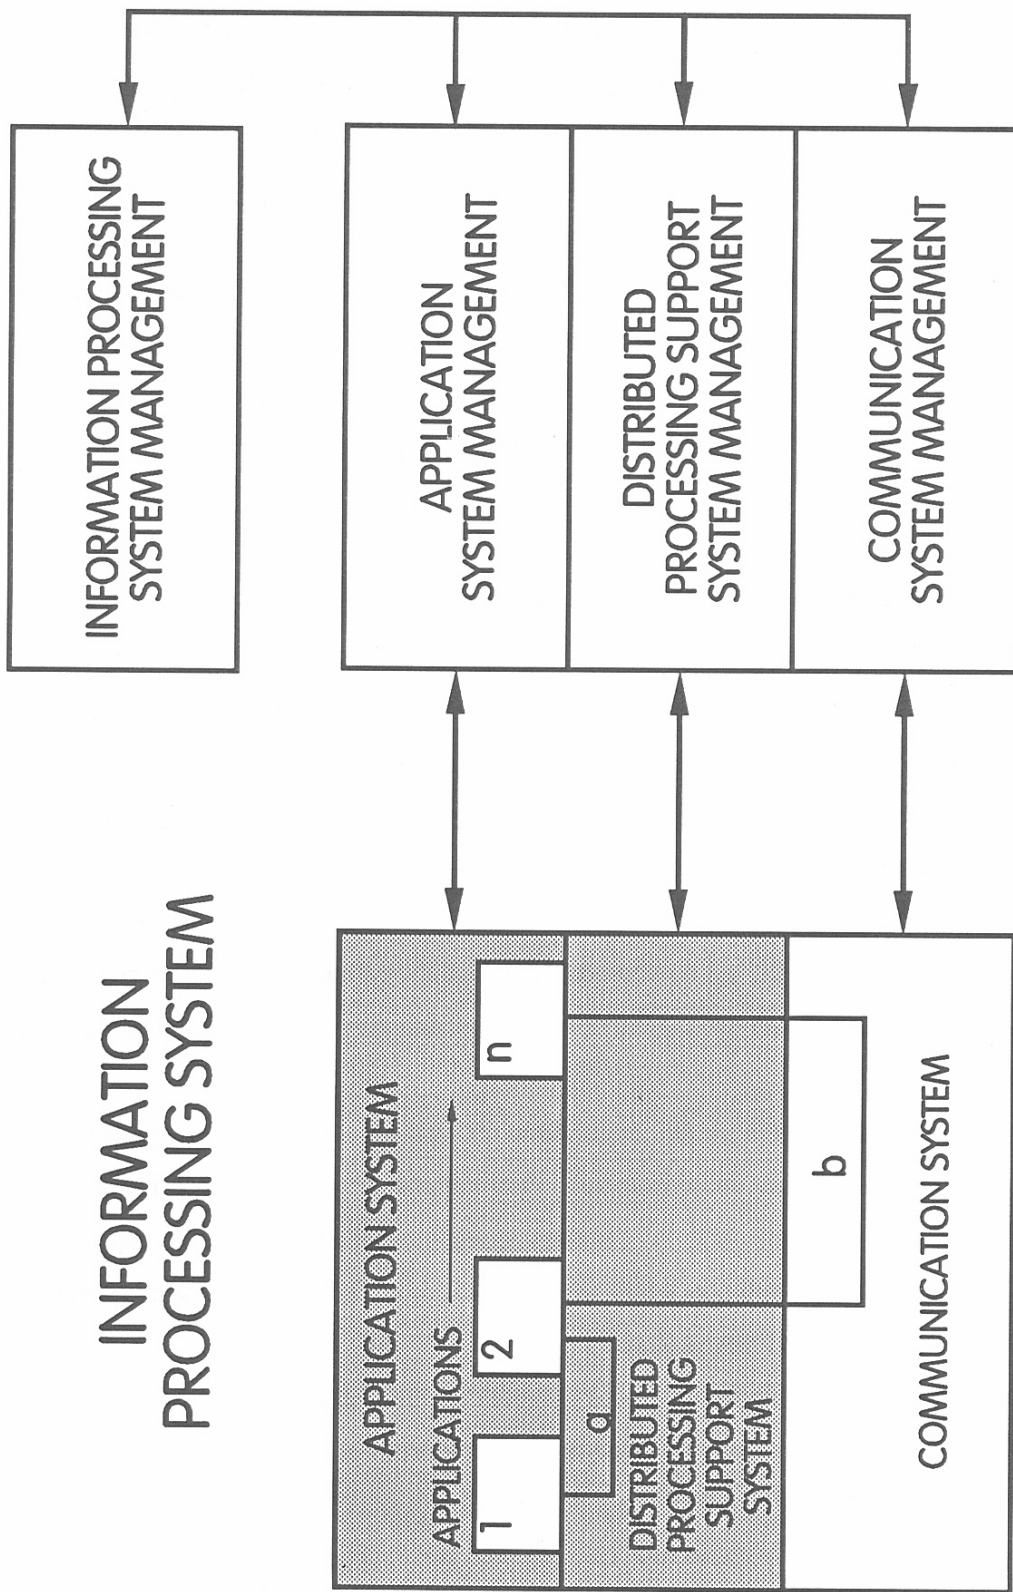 INFORMATION
PROCESSING SYSTEM
APPLICATION SYSTEM
APPLICATIONS
1
2
n
a
DISTRIBUTED
PROCESSING
SUPPORT
SYSTEM
b
COMMUNICATION SYSTEM
INFORMATION PROCESSING
SYSTEM MANAGEMENT
APPLICATION
SYSTEM MANAGEMENT
DISTRIBUTED
PROCESSING SUPPORT
SYSTEM MANAGEMENT
COMMUNICATION
SYSTEM MANAGEMENT